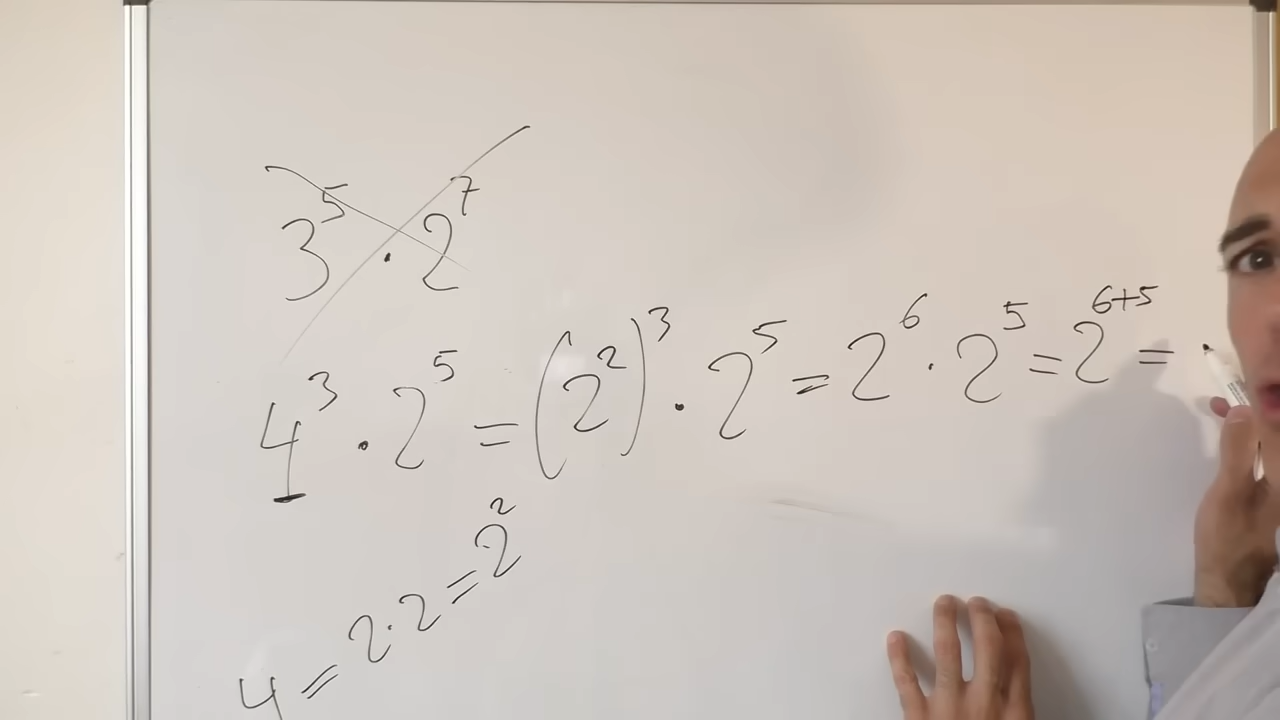 3⁵ · 2⁷
4³ · 2⁵ = (2²)³ · 2⁵ = 2⁶ · 2⁵ = 2⁶⁺⁵ =
4 = 2 · 2 = 2²